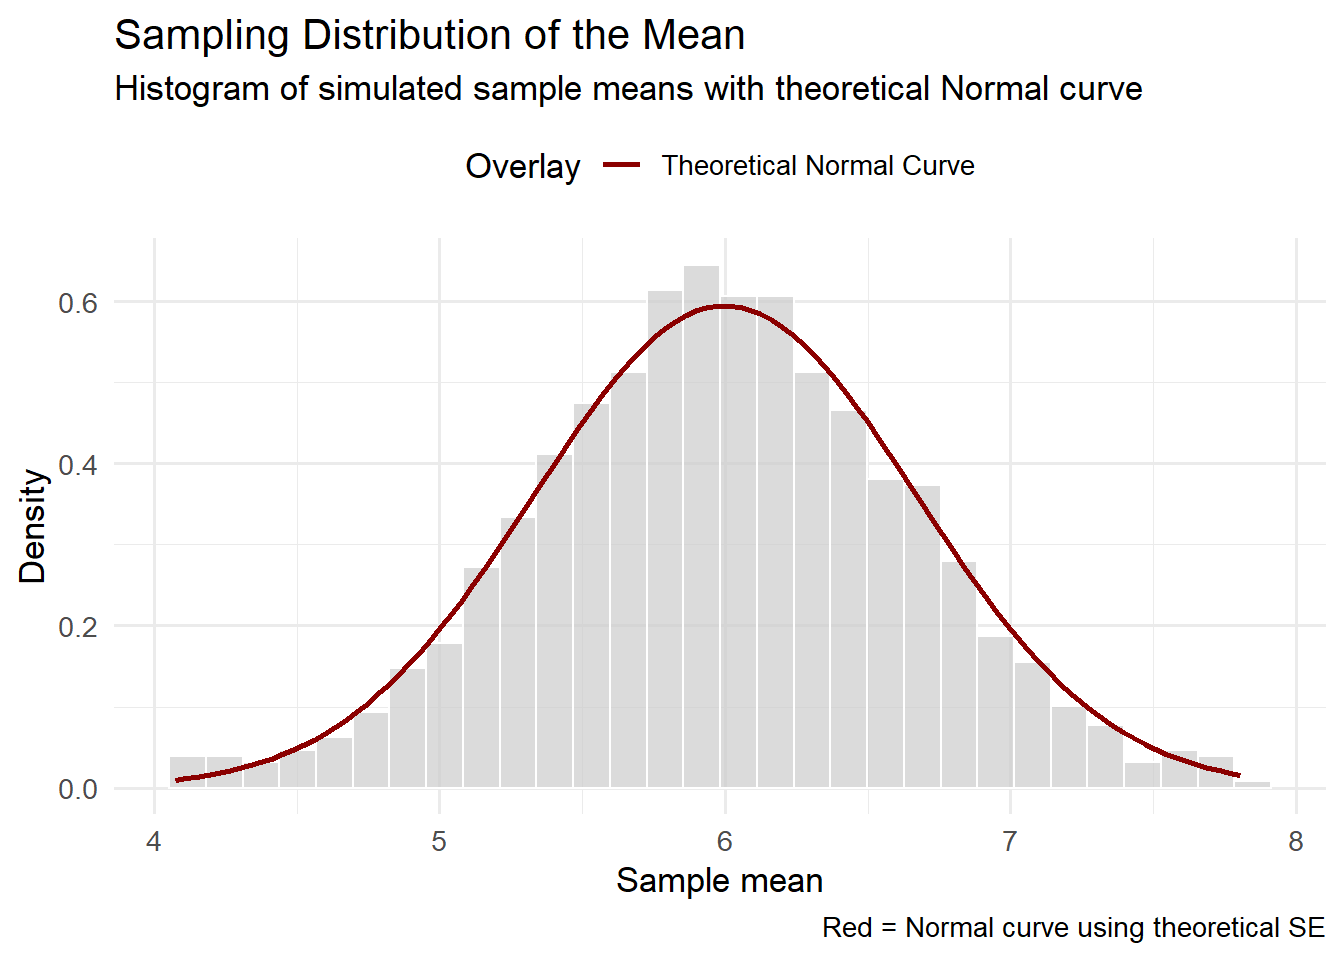 Sampling Distribution of the Mean
Histogram of simulated sample means with theoretical Normal curve
Overlay Theoretical Normal Curve
0.6
0.4
0.2
0.0
Density
4 5 6 7 8
Sample mean
Red = Normal curve using theoretical SE